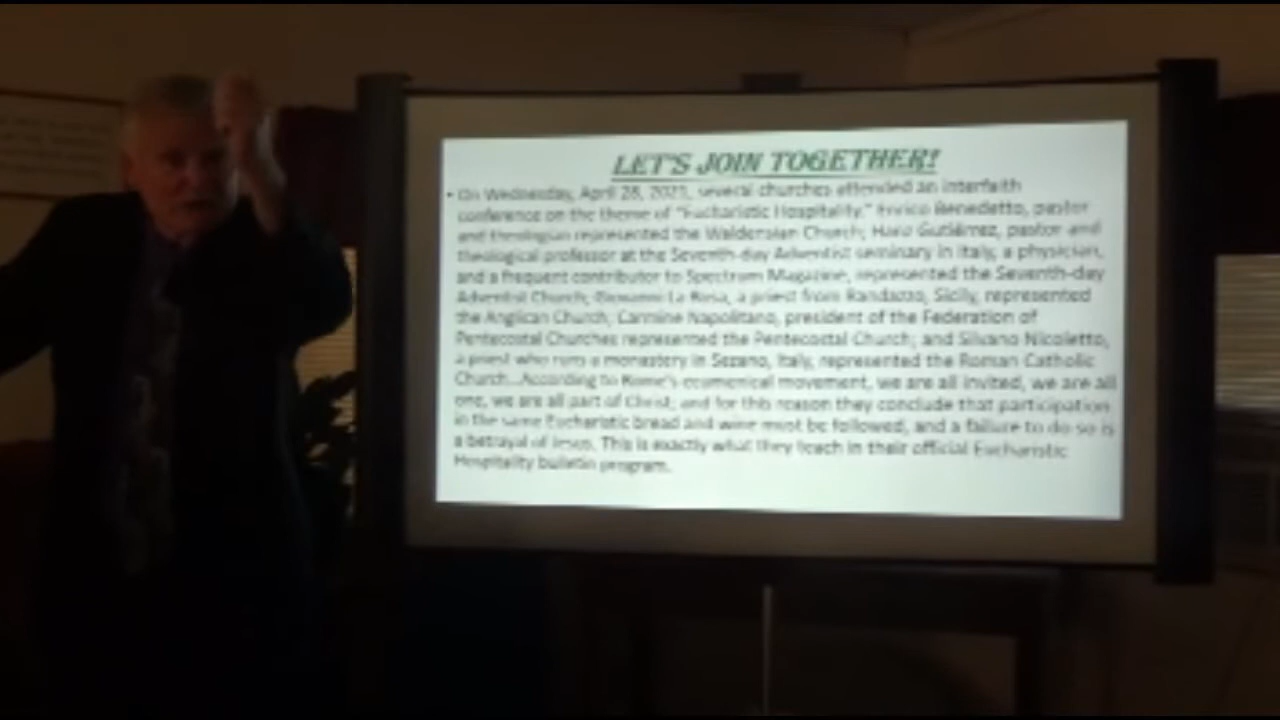 LET'S JOIN TOGETHER!
• On Wednesday, April 28, 2021, several churches attended an interfaith
conference on the theme of "Eucharistic Hospitality." Enrico Benedetto, pastor
and theologian represented the Waldensian Church; Hanz Gutiérrez, pastor and
theological professor at the Seventh-day Adventist seminary in Italy, a physician,
and a frequent contributor to Spectrum Magazine, represented the Seventh-day
Adventist Church; Giovanni La Rosa, a priest from Randazzo, Sicily, represented
the Anglican Church; Carmine Napolitano, president of the Federation of
Pentecostal Churches represented the Pentecostal Church; and Silvano Nicoletto,
a priest who runs a monastery in Sezano, Italy, represented the Roman Catholic
Church...According to Rome's ecumenical movement, we are all invited, we are all
one, we are all part of Christ; and for this reason they conclude that participation
in the same Eucharistic bread and wine must be followed, and a failure to do so is
a betrayal of Jesus. This is exactly what they teach in their official Eucharistic
Hospitality bulletin program.